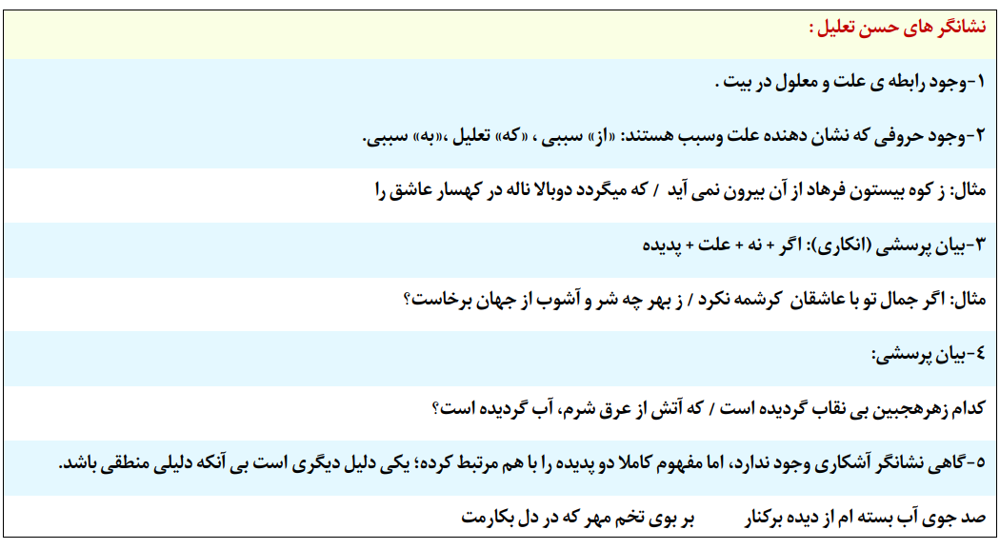 نشانگر های حسن تعلیل :
۱-وجود رابطه ی علت و معلول در بیت .
۲-وجود حروفی که نشان دهنده علت وسبب هستند: «از» سببی ، «که» تعلیل ،«به» سببی.
مثال: ز کوه بیستون فرهاد از آن بیرون نمی آید / که میگردد دوبالا ناله در کهسار عاشق را
۳-بیان پرسشی (انکاری): اگر + نه + علت + پدیده
مثال: اگر جمال تو با عاشقان کرشمه نکرد / ز بهر چه شر و آشوب از جهان برخاست؟
٤-بیان پرسشی:
کدام زهرهجبین بی نقاب گردیده است / که آتش از عرق شرم، آب گردیده است؟
٥-گاهی نشانگر آشکاری وجود ندارد، اما مفهوم کاملا دو پدیده را با هم مرتبط کرده؛ یکی دلیل دیگری است بی آنکه دلیلی منطقی باشد.
صد جوی آب بسته ام از دیده برکنار بر بوی تخم مهر که در دل بکارمت